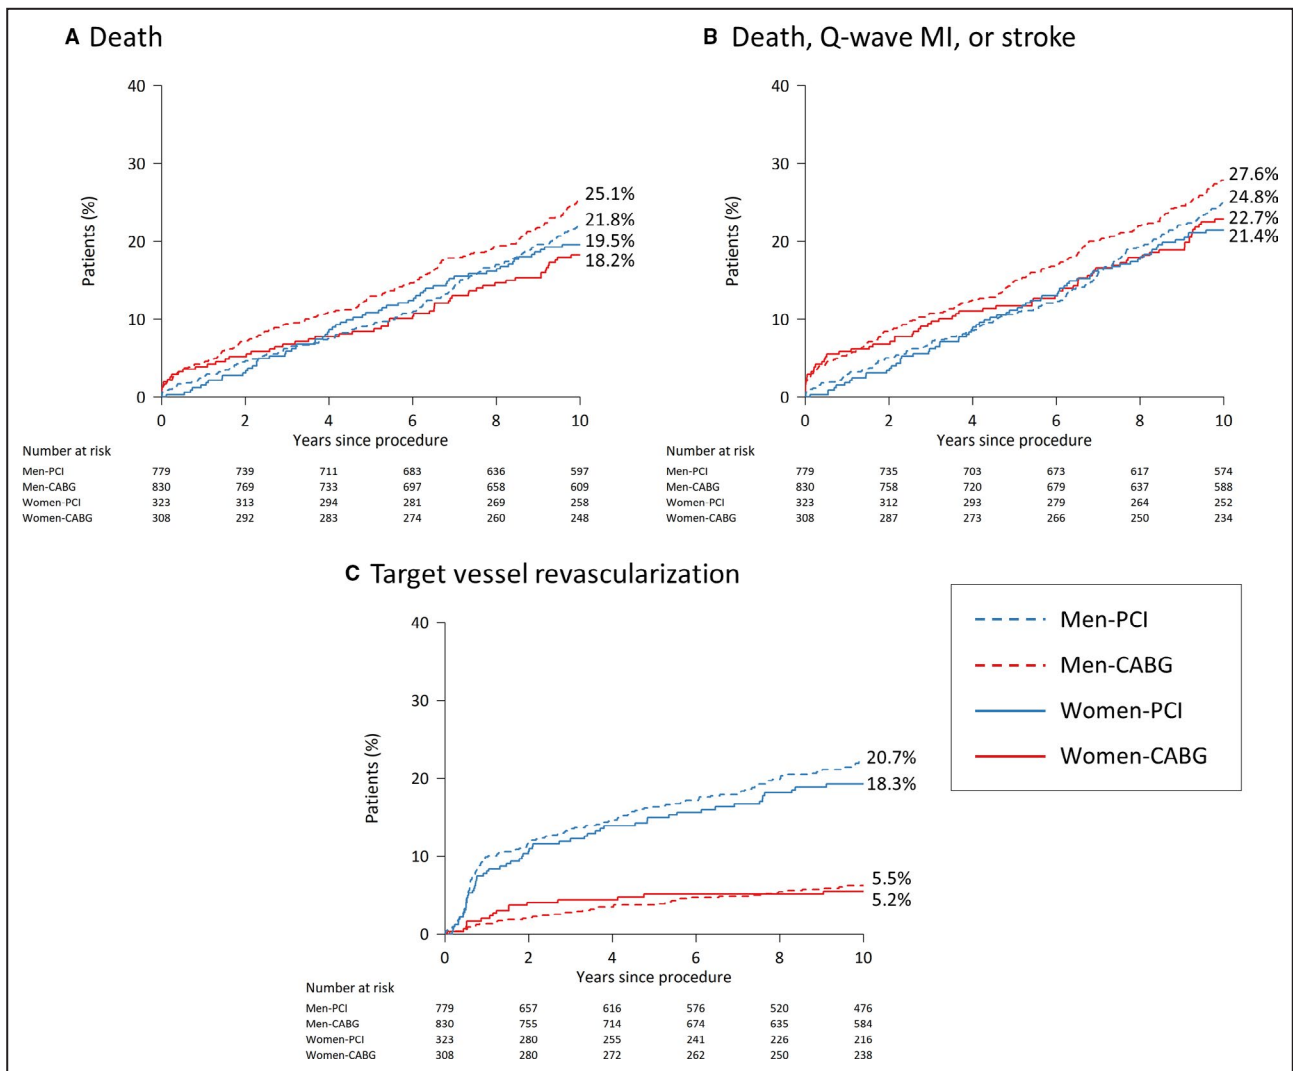 A Death
40
30
20
10
0
Patients (%)
25.1%
21.8%
19.5%
18.2%
0 2 4 6 8 10
Years since procedure
Number at risk
Men-PCI 779 739 711 683 636 597
Men-CABG 830 769 733 697 658 609
Women-PCI 323 313 294 281 269 258
Women-CABG 308 292 283 274 260 248
B Death, Q-wave MI, or stroke
40
30
20
10
0
Patients (%)
27.6%
24.8%
22.7%
21.4%
0 2 4 6 8 10
Years since procedure
Number at risk
Men-PCI 779 735 703 673 617 574
Men-CABG 830 758 720 679 637 588
Women-PCI 323 312 293 279 264 252
Women-CABG 308 287 273 266 250 234
C Target vessel revascularization
40
30
20
10
0
Patients (%)
20.7%
18.3%
5.5%
5.2%
0 2 4 6 8 10
Years since procedure
Number at risk
Men-PCI 779 657 616 576 520 476
Men-CABG 830 755 714 674 635 584
Women-PCI 323 280 255 241 226 216
Women-CABG 308 280 272 262 250 238
Men-PCI
Men-CABG
Women-PCI
Women-CABG